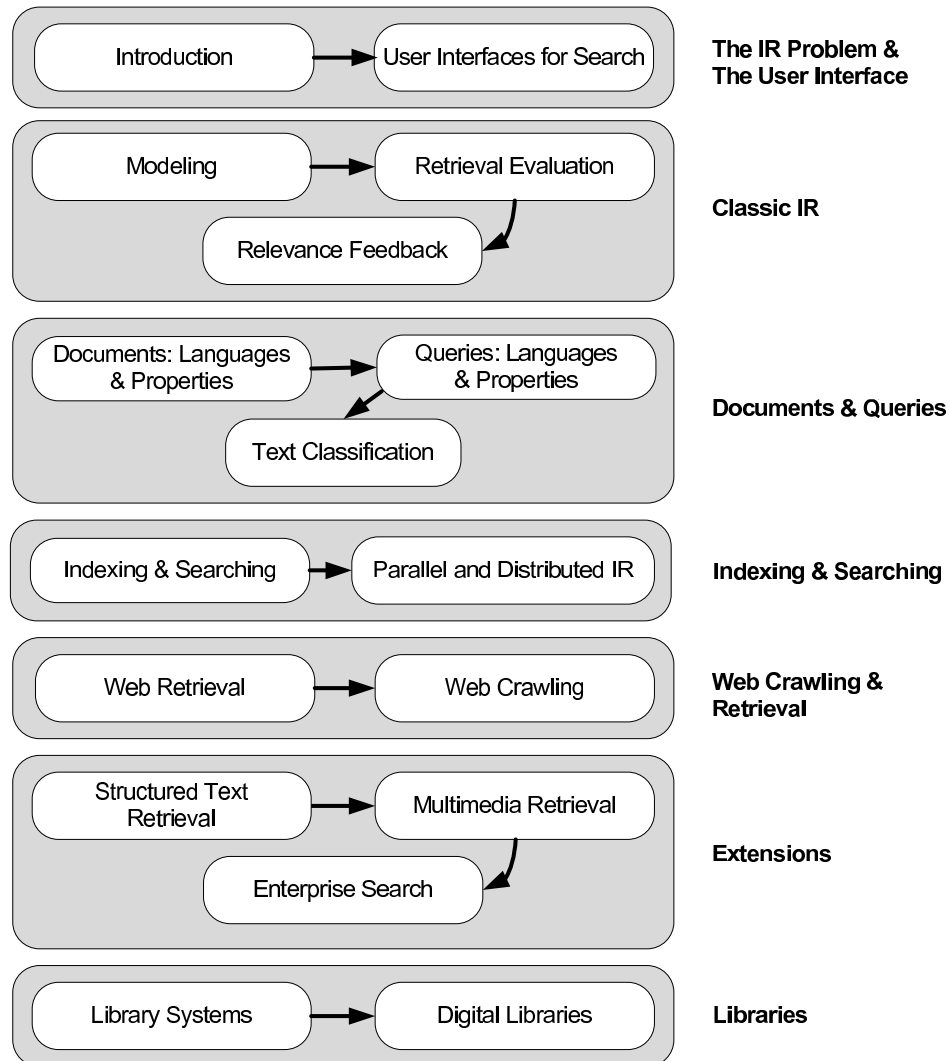 Introduction
User Interfaces for Search
The IR Problem &
The User Interface
Modeling
Retrieval Evaluation
Relevance Feedback
Classic IR
Documents: Languages
& Properties
Queries: Languages
& Properties
Text Classification
Documents & Queries
Indexing & Searching
Parallel and Distributed IR
Indexing & Searching
Web Retrieval
Web Crawling
Web Crawling &
Retrieval
Structured Text
Retrieval
Multimedia Retrieval
Enterprise Search
Extensions
Library Systems
Digital Libraries
Libraries